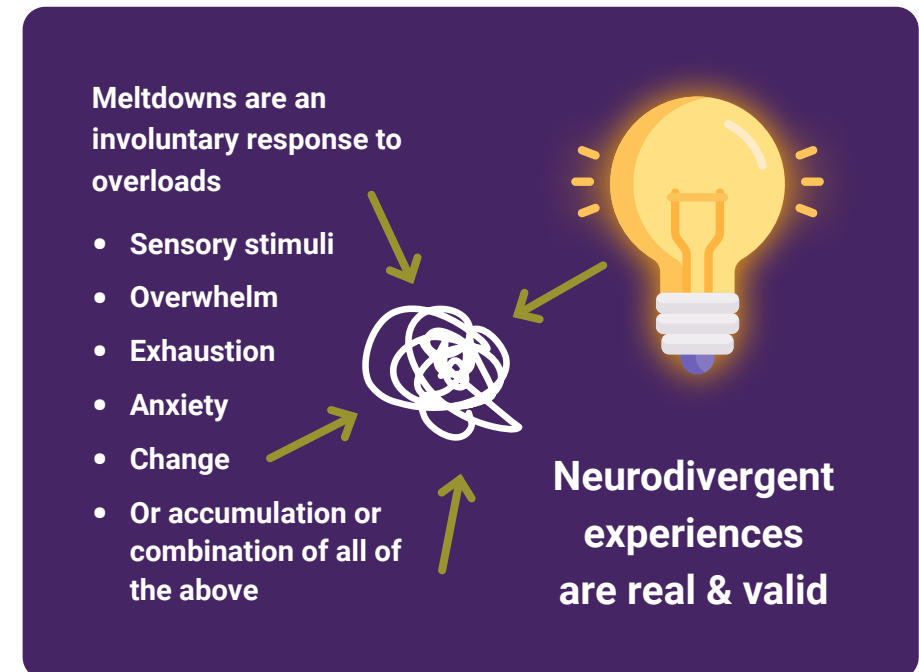 Meltdowns are an
involuntary response to
overloads
• Sensory stimuli
• Overwhelm
• Exhaustion
• Anxiety
• Change
• Or accumulation or
combination of all of
the above
Neurodivergent
experiences
are real & valid